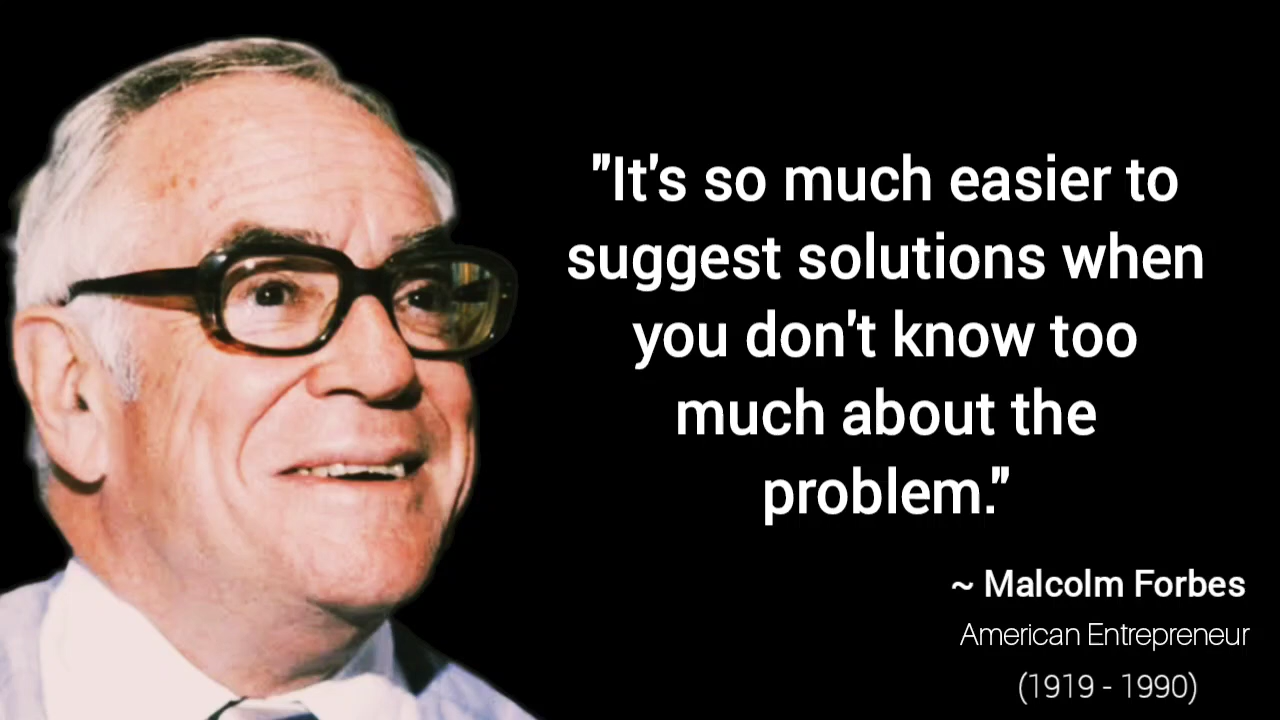 "It's so much easier to
suggest solutions when
you don't know too
much about the
problem."
~ Malcolm Forbes
American Entrepreneur
(1919 - 1990)